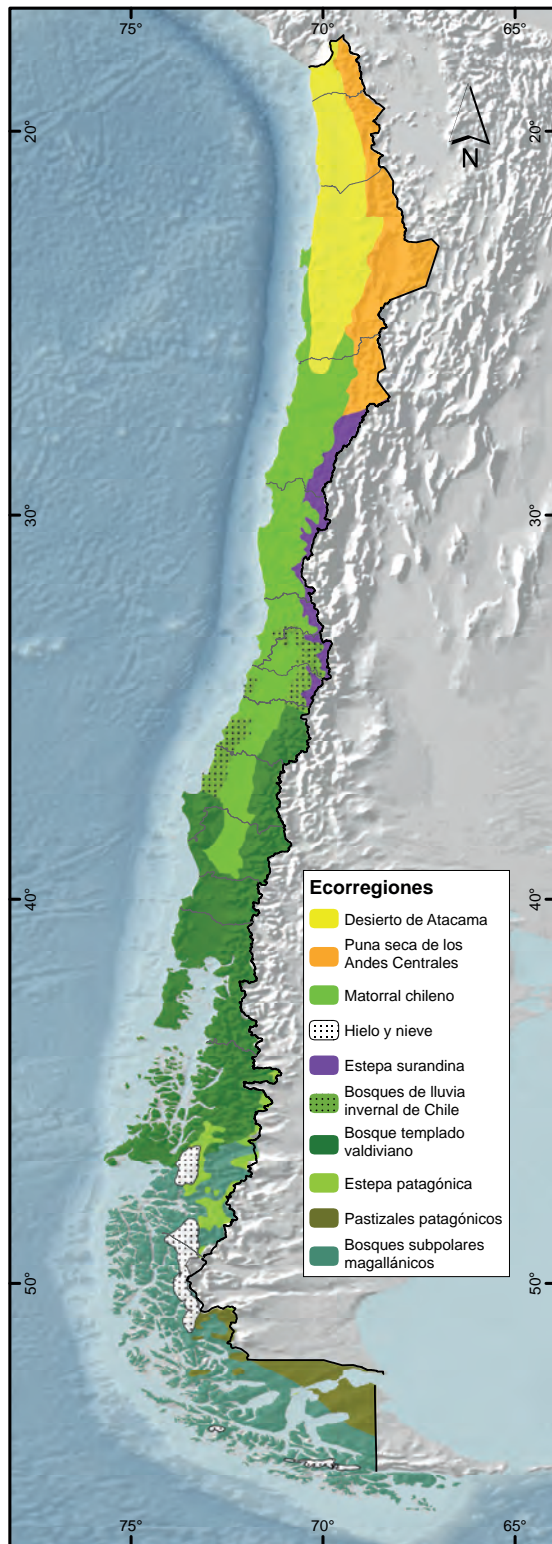 75°
70°
65°
20°
20°
N
30°
30°
40°
40°
Ecorregiones
Desierto de Atacama
Puna seca de los
Andes Centrales
Matorral chileno
Hielo y nieve
Estepa surandina
Bosques de lluvia
invernal de Chile
Bosque templado
valdiviano
Estepa patagónica
Pastizales patagónicos
Bosques subpolares
magallánicos
50°
50°
75°
70°
65°